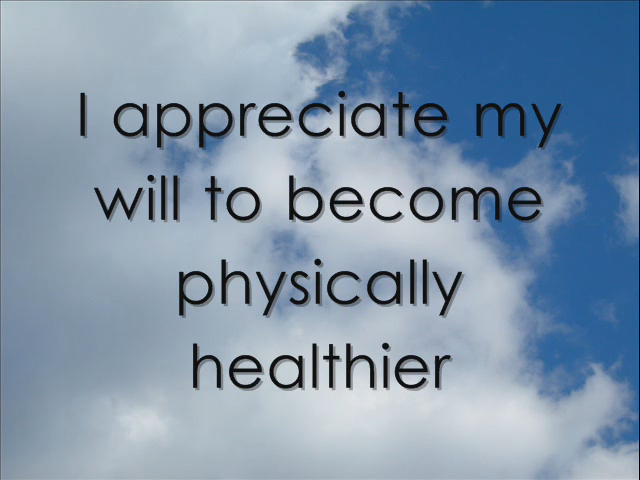 I appreciate my
will to become
physically
healthier